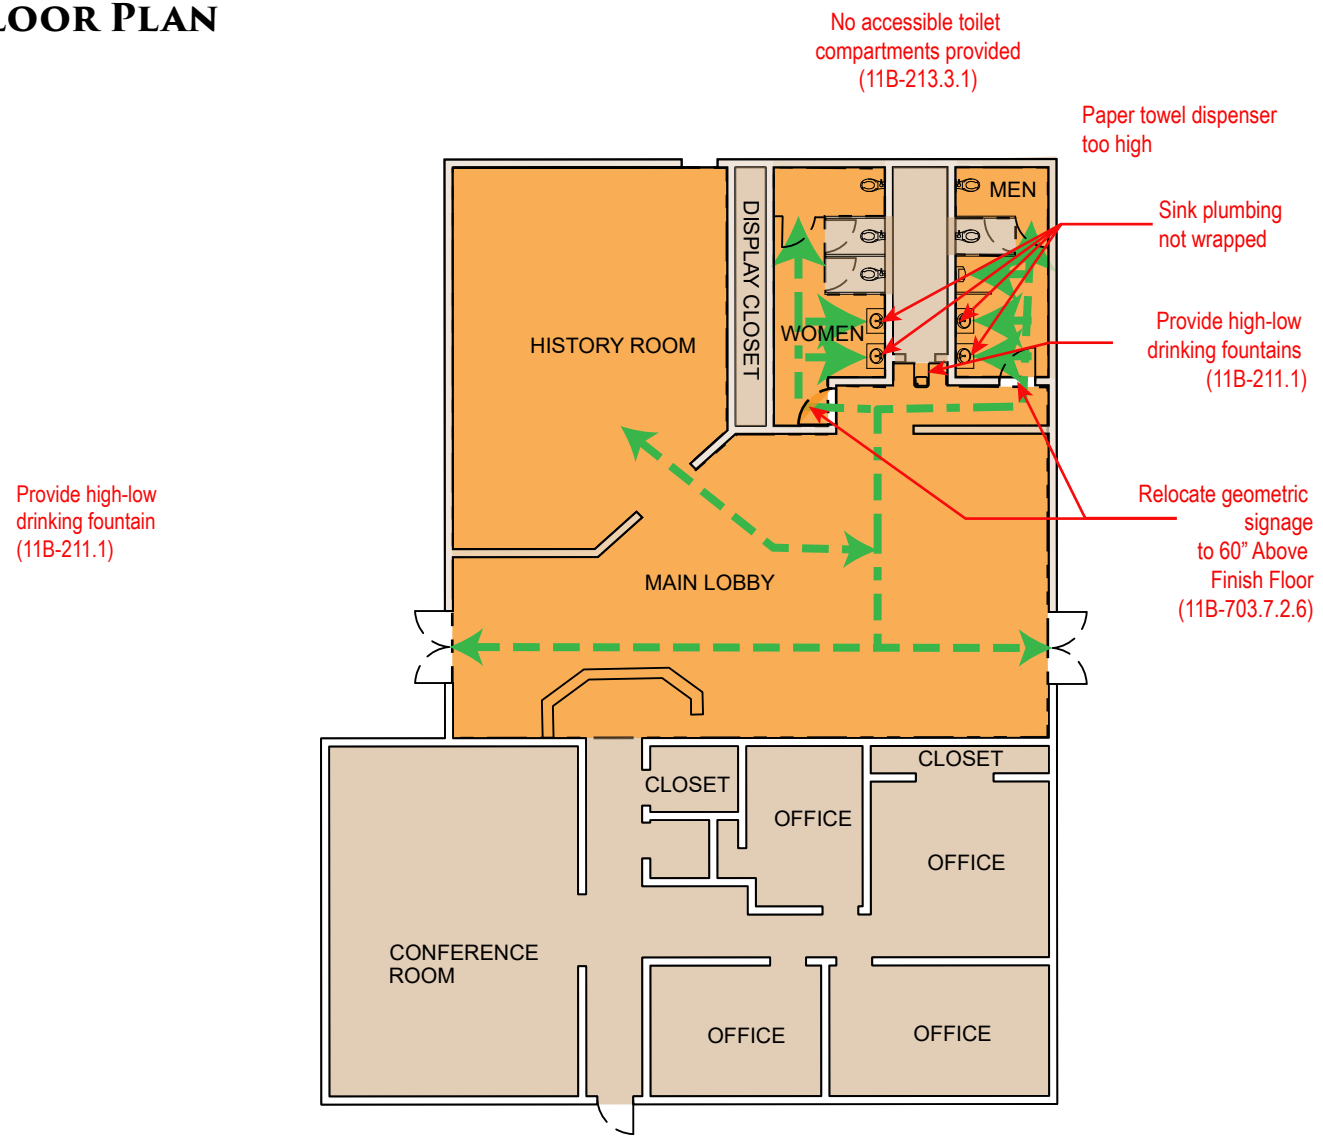 LOOR PLAN
No accessible toilet
compartments provided
(11B-213.3.1)
Paper towel dispenser
too high
Sink plumbing
not wrapped
Provide high-low
drinking fountains
(11B-211.1)
Relocate geometric
signage
to 60” Above
Finish Floor
(11B-703.7.2.6)
Provide high-low
drinking fountain
(11B-211.1)
HISTORY ROOM
DISPLAY CLOSET
WOMEN
MEN
MAIN LOBBY
CLOSET
CLOSET
OFFICE
OFFICE
CONFERENCE
ROOM
OFFICE
OFFICE